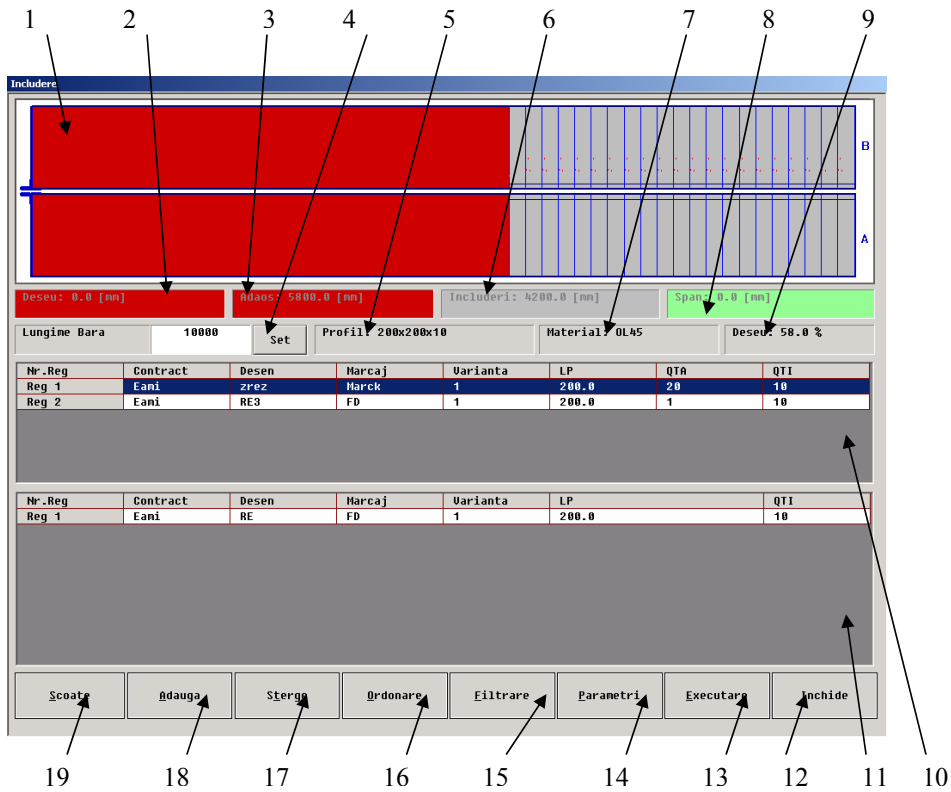 1 2 3 4 5 6 7 8 9
Includere
B
A
Deseu: 0.0 [mm] Adaos: 5800.0 [mm] Includeri: 4200.0 [mm] Span: 0.0 [mm]
Lungime Bara 10000 Set Profil: 200x200x10 Material: OL45 Deseu: 58.0 %
Nr.Reg Contract Desen Marcaj Varianta LP QTA QTI
Reg 1 Eami zrez Marck 1 200.0 20 10
Reg 2 Eami RE3 FD 1 200.0 1 10
Nr.Reg Contract Desen Marcaj Varianta LP QTI
Reg 1 Eami RE FD 1 200.0 10
Scoate Adauga Sterge Ordonare Filtrare Parametri Executare Inchide
19 18 17 16 15 14 13 12 11 10